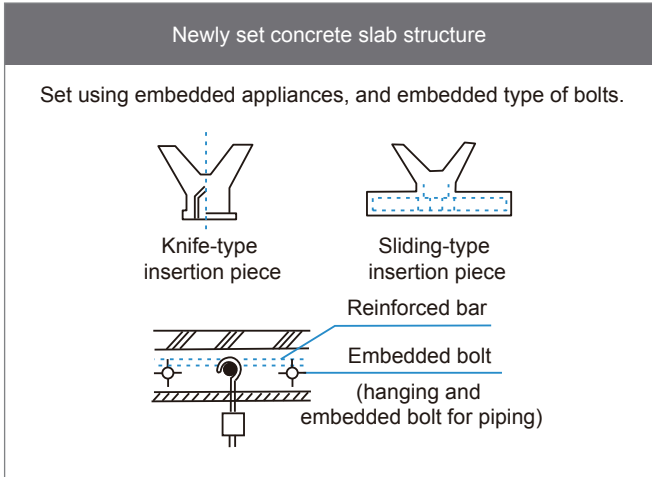 Newly set concrete slab structure
Set using embedded appliances, and embedded type of bolts.
Knife-type
insertion piece
Sliding-type
insertion piece
Reinforced bar
Embedded bolt
(hanging and
embedded bolt for piping)